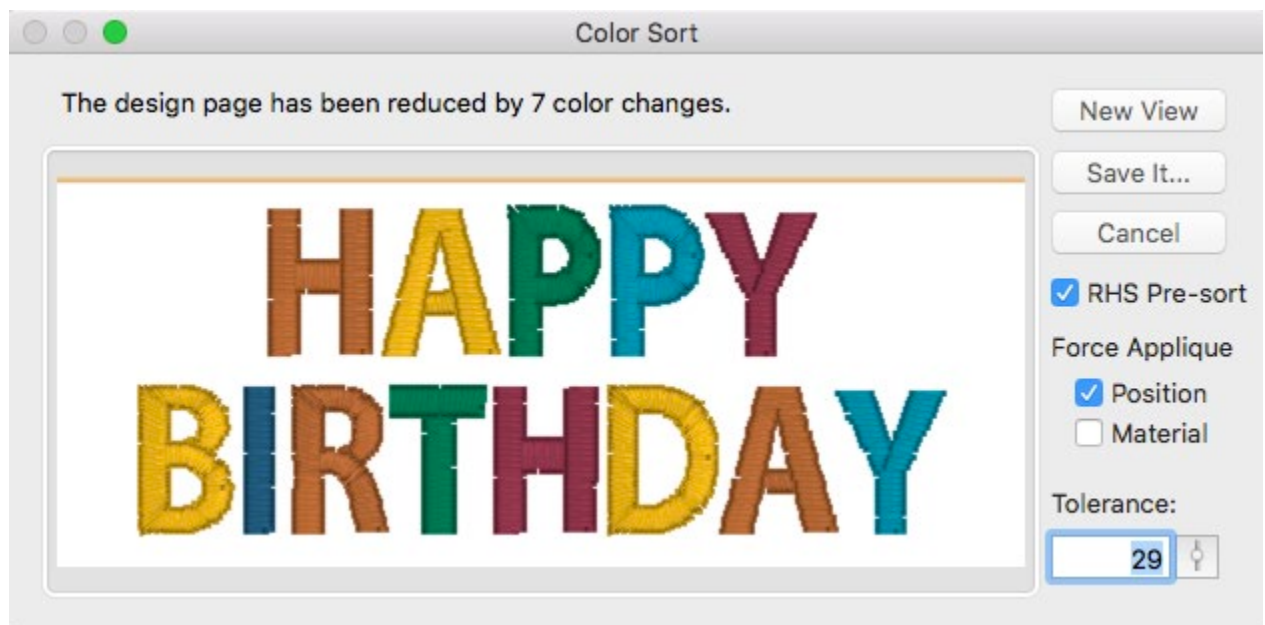 Color Sort
The design page has been reduced by 7 color changes.
HAPPY
BIRTHDAY
New View
Save It...
Cancel
RHS Pre-sort
Force Applique
Position
Material
Tolerance:
29